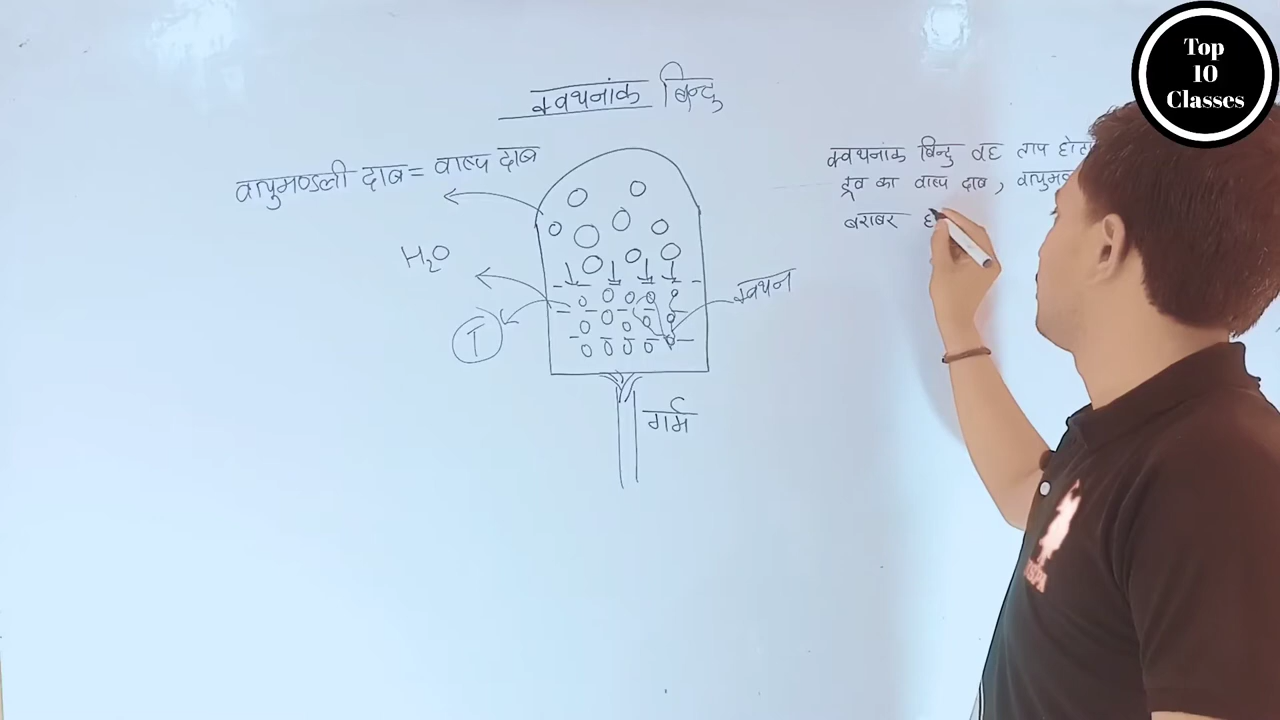 Top
10
Classes
क्वथनांक बिन्दु
वायुमण्डली दाब = वाष्प दाब
क्वथनांक बिन्दु वह ताप होता
द्रव का वाष्प दाब, वायुमण्
बराबर ह
H₂O
क्वथन
T
गर्म